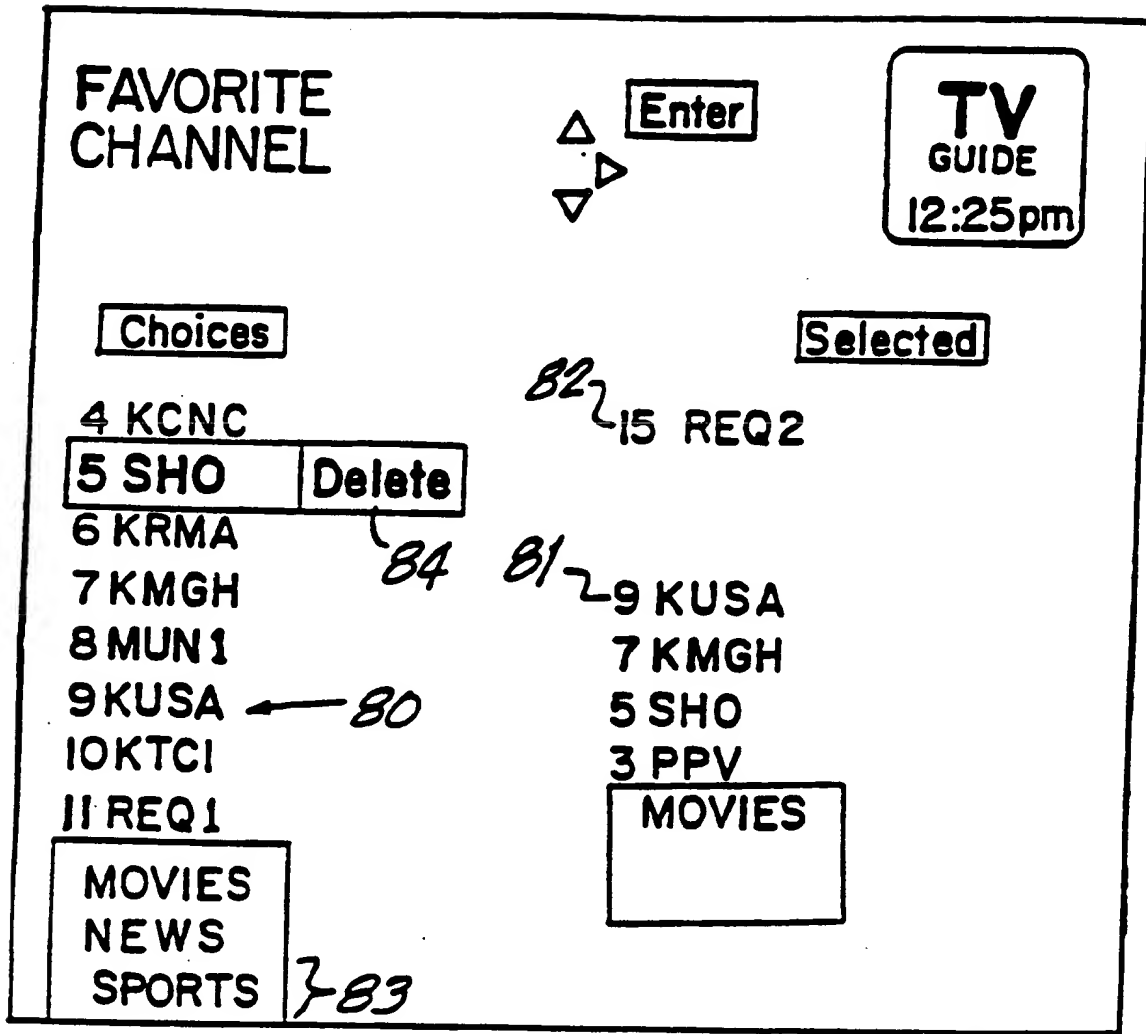 FAVORITE
CHANNEL
Enter
TV
GUIDE
12:25pm
Choices
Selected
4 KCNC
5 SHO Delete
6 KRMA
7 KMGH
8 MUN1
9 KUSA
10 KTCI
11 REQ1
MOVIES
NEWS
SPORTS
83
84
80
82
15 REQ2
81
9 KUSA
7 KMGH
5 SHO
3 PPV
MOVIES